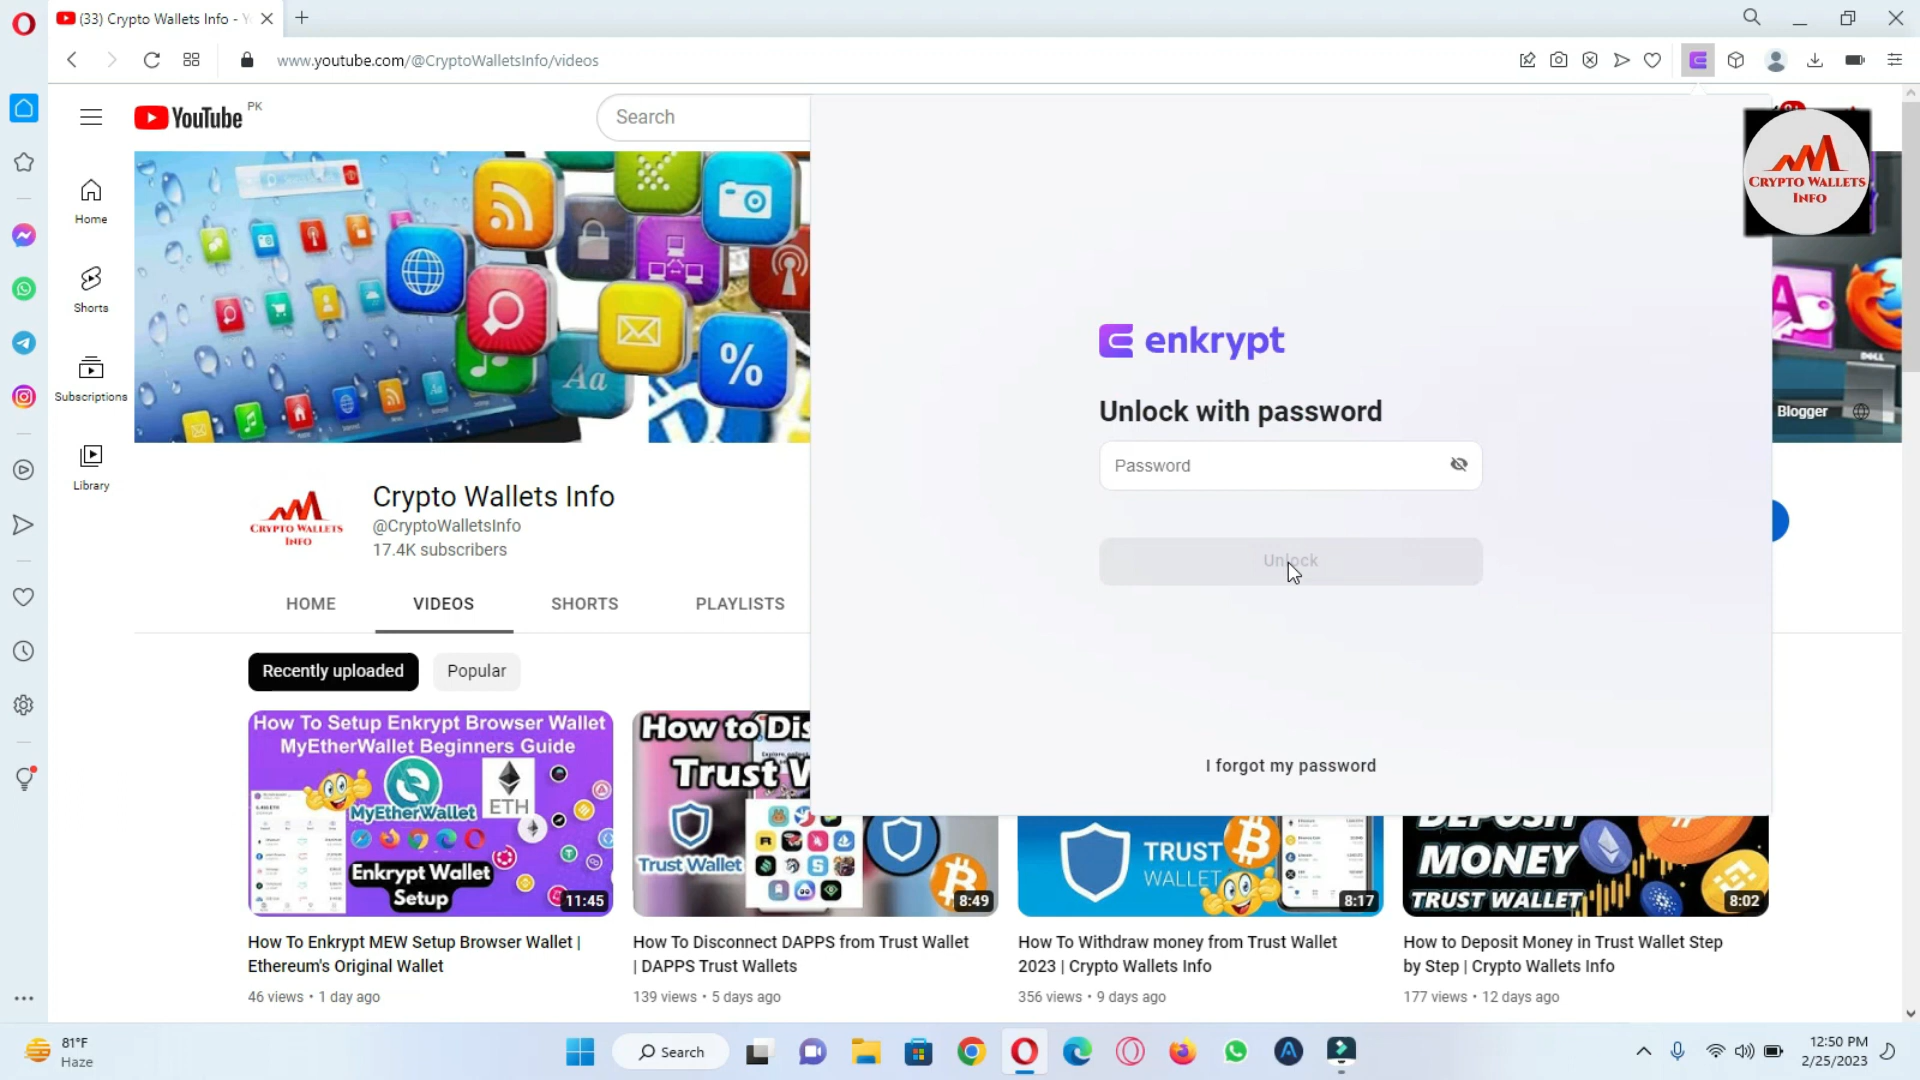 (33) Crypto Wallets Info - Y
www.youtube.com/@CryptoWalletsInfo/videos
YouTube PK
Search
CRYPTO WALLETS
INFO
Home
Shorts
Subscriptions
Library
Aa
%
DELL
Blogger
enkrypt
Unlock with password
Password
Unlock
I forgot my password
CRYPTO WALLETS
INFO
Crypto Wallets Info
@CryptoWalletsInfo
17.4K subscribers
HOME VIDEOS SHORTS PLAYLISTS
Recently uploaded Popular
How To Setup Enkrypt Browser Wallet
MyEtherWallet Beginners Guide
ETH
MyEtherWallet
Enkrypt Wallet
Setup
11:45
How to Dis
Trust W
Trust Wallet
8:49
TRUST
WALLET
8:17
DEPOSIT
MONEY
TRUST WALLET
8:02
How To Enkrypt MEW Setup Browser Wallet |
Ethereum's Original Wallet
46 views • 1 day ago
How To Disconnect DAPPS from Trust Wallet
| DAPPS Trust Wallets
139 views • 5 days ago
How To Withdraw money from Trust Wallet
2023 | Crypto Wallets Info
356 views • 9 days ago
How to Deposit Money in Trust Wallet Step
by Step | Crypto Wallets Info
177 views • 12 days ago
81°F
Haze
Search
12:50 PM
2/25/2023